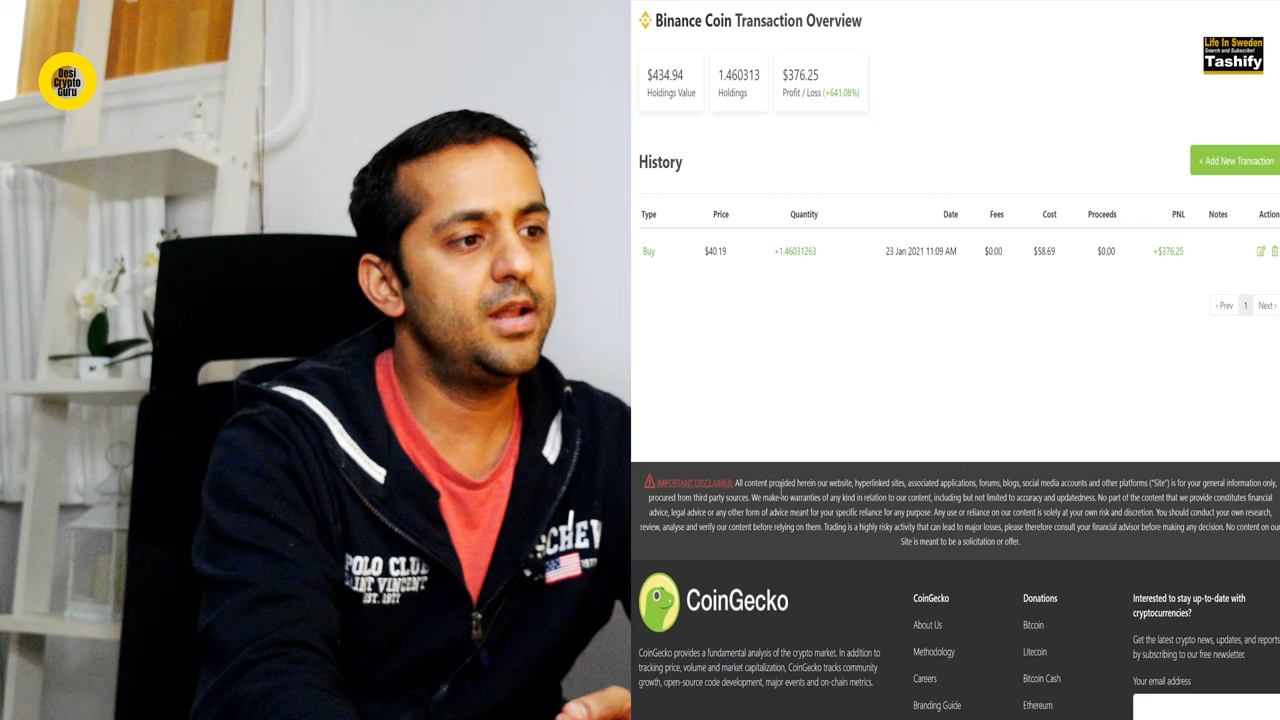 Desi
Crypto
Guru
POLO CLUB
SAINT VINCENT
EST. 1977
Binance Coin Transaction Overview
Life In Sweden
Search and Subscribe!
Tashify
$434.94
Holdings Value
1.460313
Holdings
$376.25
Profit / Loss (+641.08%)
History
+ Add New Transaction
Type Price Quantity Date Fees Cost Proceeds PNL Notes Action
Buy $40.19 +1.46031263 23 Jan 2021 11:09 AM $0.00 $58.69 $0.00 +$376.25
‹ Prev 1 Next ›
IMPORTANT DISCLAIMER: All content provided herein our website, hyperlinked sites, associated applications, forums, blogs, social media accounts and other platforms ("Site") is for your general information only,
procured from third party sources. We make no warranties of any kind in relation to our content, including but not limited to accuracy and updatedness. No part of the content that we provide constitutes financial
advice, legal advice or any other form of advice meant for your specific reliance for any purpose. Any use or reliance on our content is solely at your own risk and discretion. You should conduct your own research,
review, analyse and verify our content before relying on them. Trading is a highly risky activity that can lead to major losses, please therefore consult your financial advisor before making any decision. No content on our
Site is meant to be a solicitation or offer.
CoinGecko
CoinGecko provides a fundamental analysis of the crypto market. In addition to
tracking price, volume and market capitalization, CoinGecko tracks community
growth, open-source code development, major events and on-chain metrics.
CoinGecko
About Us
Methodology
Careers
Branding Guide
Donations
Bitcoin
Litecoin
Bitcoin Cash
Ethereum
Interested to stay up-to-date with
cryptocurrencies?
Get the latest crypto news, updates, and reports
by subscribing to our free newsletter.
Your email address